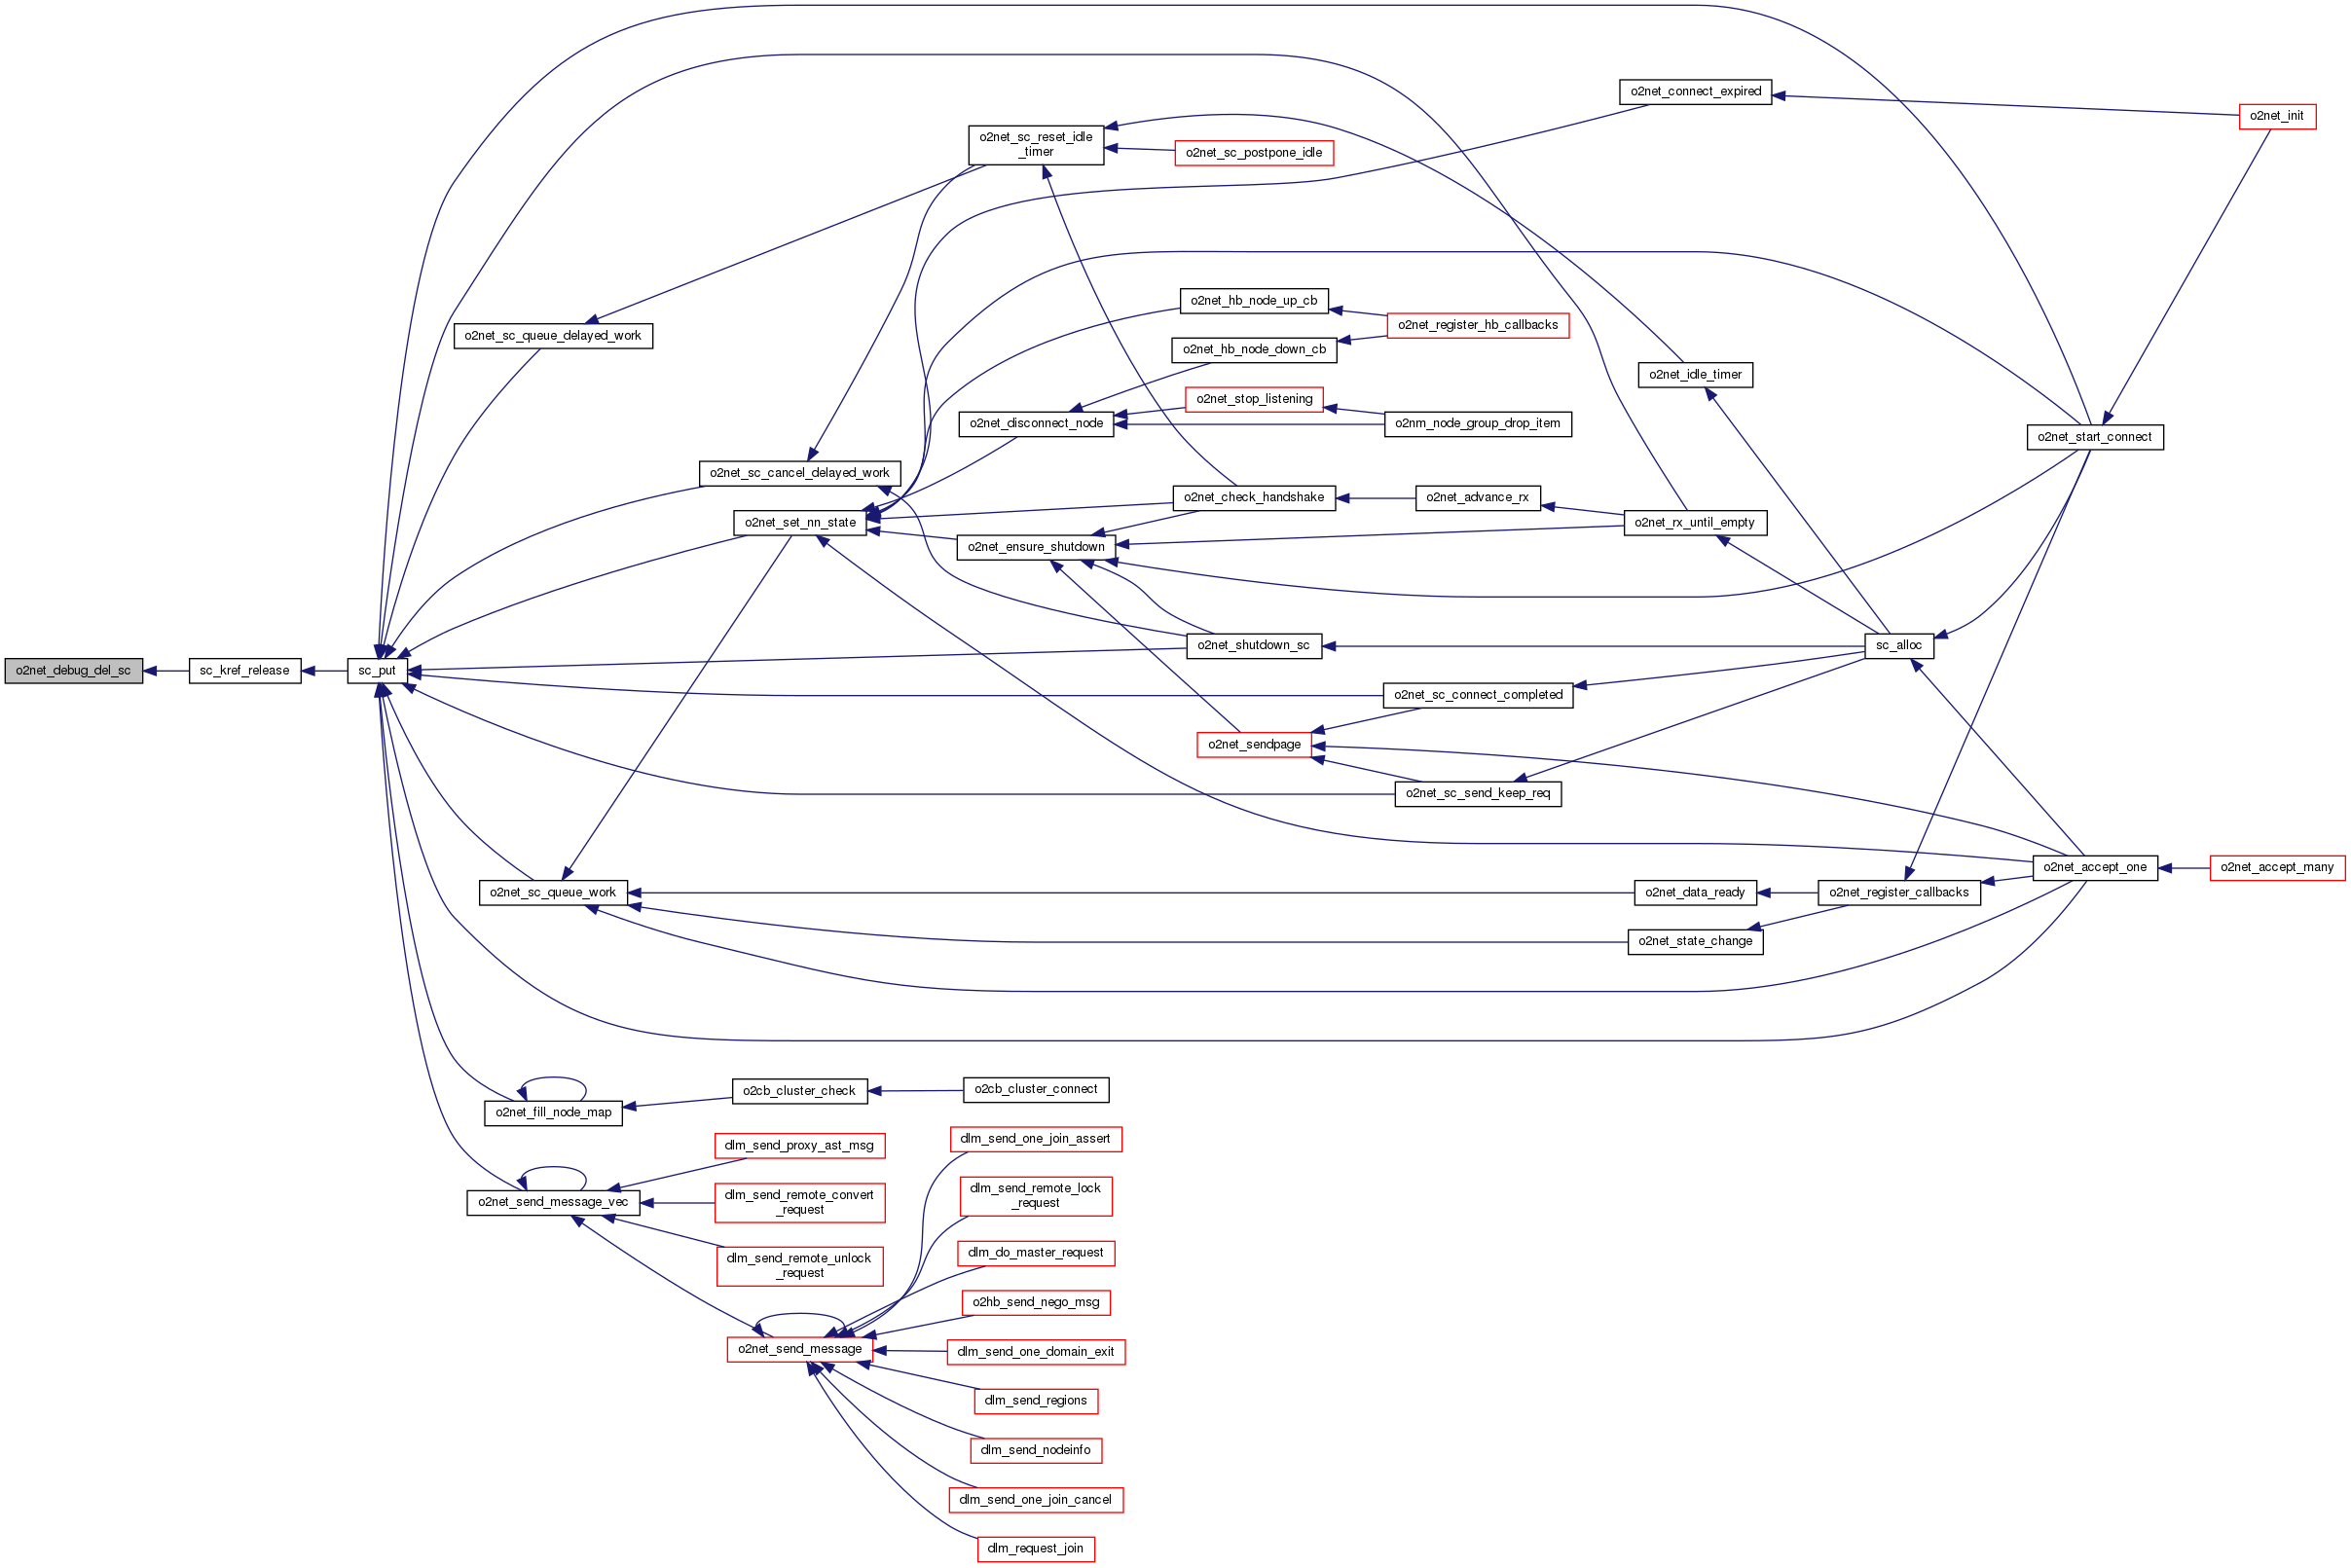 o2net_connect_expired
o2net_init
o2net_sc_reset_idle
_timer
o2net_sc_postpone_idle
o2net_hb_node_up_cb
o2net_register_hb_callbacks
o2net_sc_queue_delayed_work
o2net_hb_node_down_cb
o2net_idle_timer
o2net_stop_listening
o2net_disconnect_node
o2nm_node_group_drop_item
o2net_start_connect
o2net_sc_cancel_delayed_work
o2net_check_handshake
o2net_advance_rx
o2net_set_nn_state
o2net_rx_until_empty
o2net_ensure_shutdown
o2net_shutdown_sc
sc_alloc
o2net_debug_del_sc
sc_kref_release
sc_put
o2net_sc_connect_completed
o2net_sendpage
o2net_sc_send_keep_req
o2net_accept_one
o2net_accept_many
o2net_sc_queue_work
o2net_data_ready
o2net_register_callbacks
o2net_state_change
o2cb_cluster_check
o2cb_cluster_connect
o2net_fill_node_map
dlm_send_proxy_ast_msg
dlm_send_one_join_assert
o2net_send_message_vec
dlm_send_remote_convert
_request
dlm_send_remote_lock
_request
dlm_send_remote_unlock
_request
dlm_do_master_request
o2hb_send_nego_msg
o2net_send_message
dlm_send_one_domain_exit
dlm_send_regions
dlm_send_nodeinfo
dlm_send_one_join_cancel
dlm_request_join